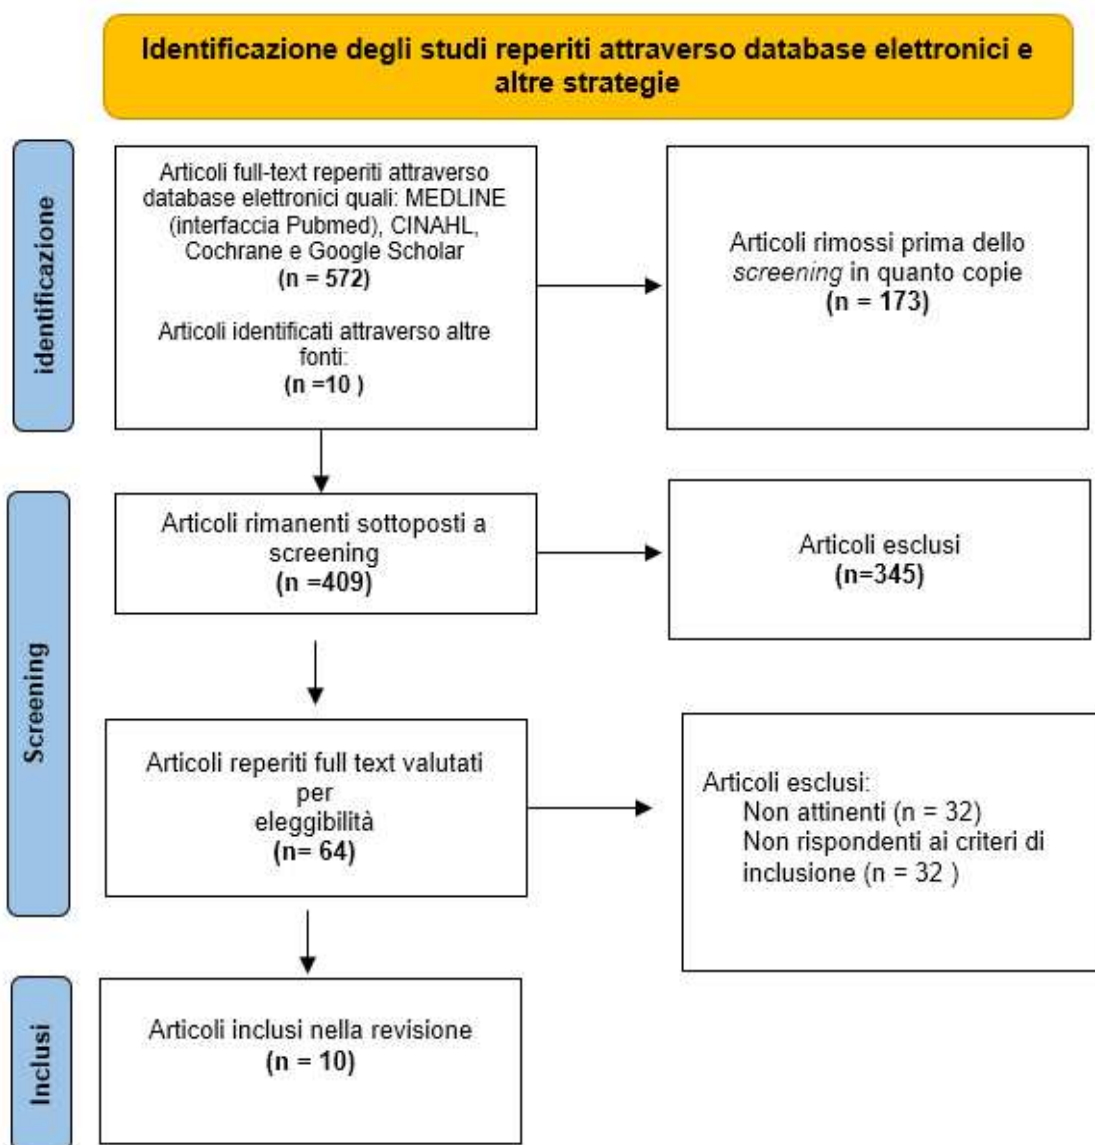 Identificazione degli studi reperiti attraverso database elettronici e
altre strategie
identificazione
Articoli full-text reperiti attraverso
database elettronici quali: MEDLINE
(interfaccia Pubmed), CINAHL,
Cochrane e Google Scholar
(n = 572)
Articoli identificati attraverso altre
fonti:
(n =10 )
Articoli rimossi prima dello
screening in quanto copie
(n = 173)
Screening
Articoli rimanenti sottoposti a
screening
(n =409)
Articoli esclusi
(n=345)
Articoli reperiti full text valutati
per
eleggibilità
(n= 64)
Articoli esclusi:
Non attinenti (n = 32)
Non rispondenti ai criteri di
inclusione (n = 32 )
Inclusi
Articoli inclusi nella revisione
(n = 10)